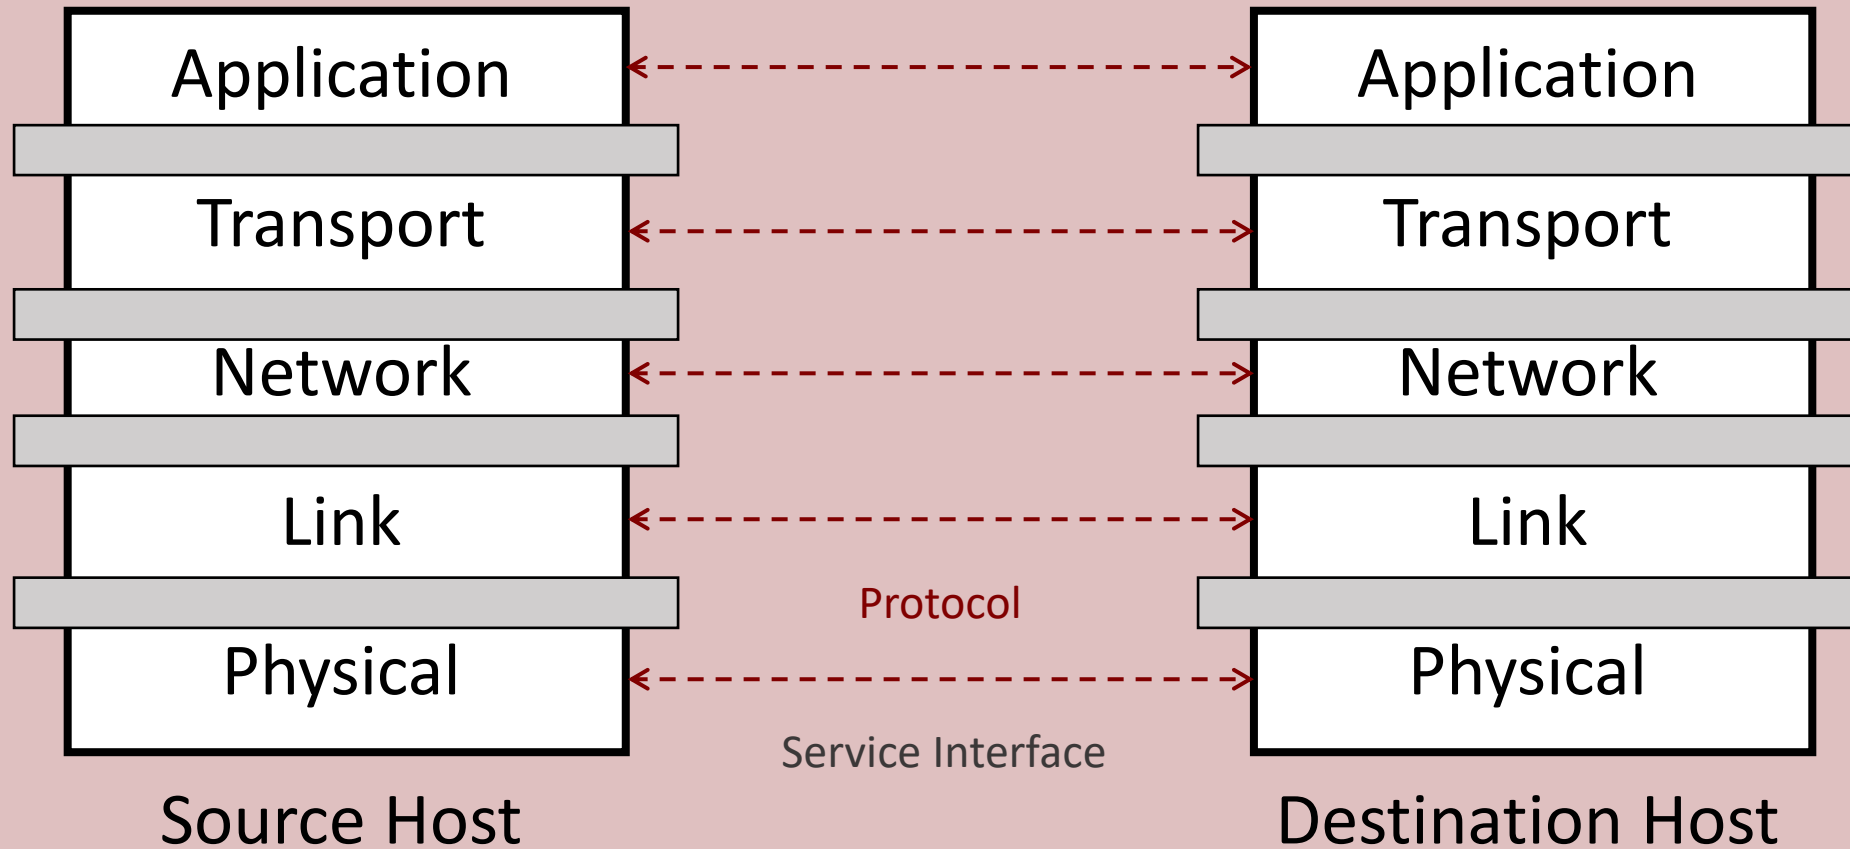 Application
Application
Transport
Transport
Network
Network
Link
Link
Protocol
Physical
Physical
Service Interface
Source Host
Destination Host